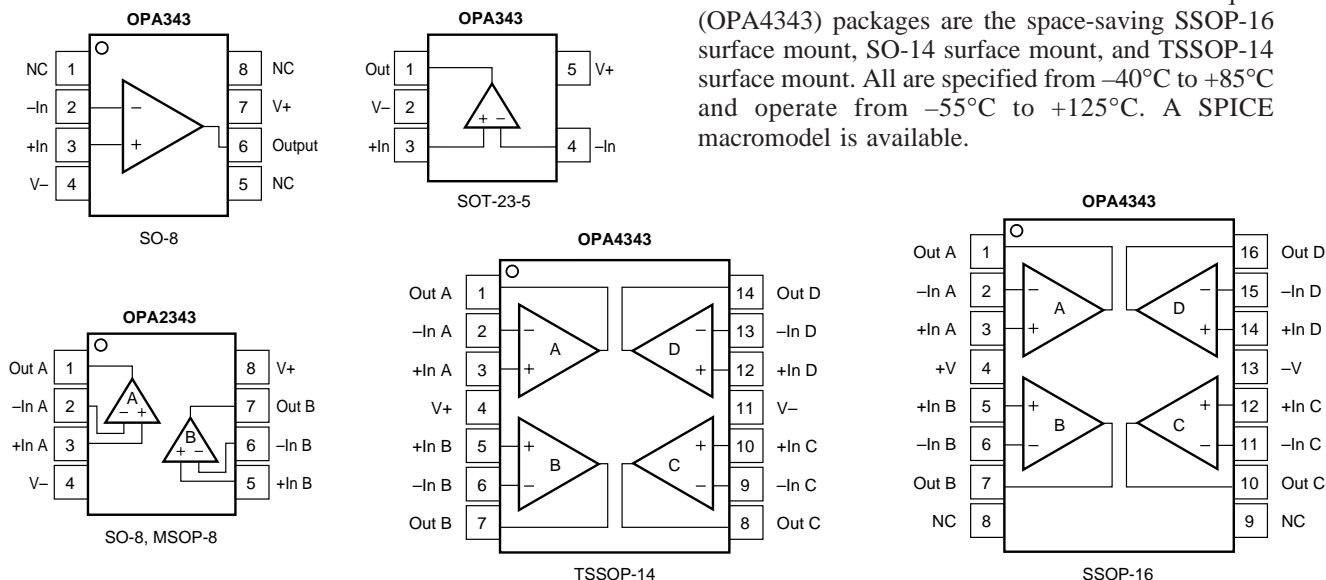 (OPA4343) packages are the space-saving SSOP-16
surface mount, SO-14 surface mount, and TSSOP-14
surface mount. All are specified from –40°C to +85°C
and operate from –55°C to +125°C. A SPICE
macromodel is available.
OPA343
NC 1 8 NC
–In 2 – 7 V+
+In 3 + 6 Output
V– 4 5 NC
SO-8
OPA343
Out 1 5 V+
V– 2
+ –
+In 3 4 –In
SOT-23-5
OPA2343
Out A 1 8 V+
A
–In A 2 – + 7 Out B
B
+In A 3 + – 6 –In B
V– 4 5 +In B
SO-8, MSOP-8
OPA4343
Out A 1 14 Out D
–In A 2 – – 13 –In D
A D
+In A 3 + + 12 +In D
V+ 4 11 V–
+In B 5 + + 10 +In C
B C
–In B 6 – – 9 –In C
Out B 7 8 Out C
TSSOP-14
OPA4343
Out A 1 16 Out D
–In A 2 – – 15 –In D
A D
+In A 3 + + 14 +In D
+V 4 13 –V
+In B 5 + + 12 +In C
B C
–In B 6 – – 11 –In C
Out B 7 10 Out C
NC 8 9 NC
SSOP-16